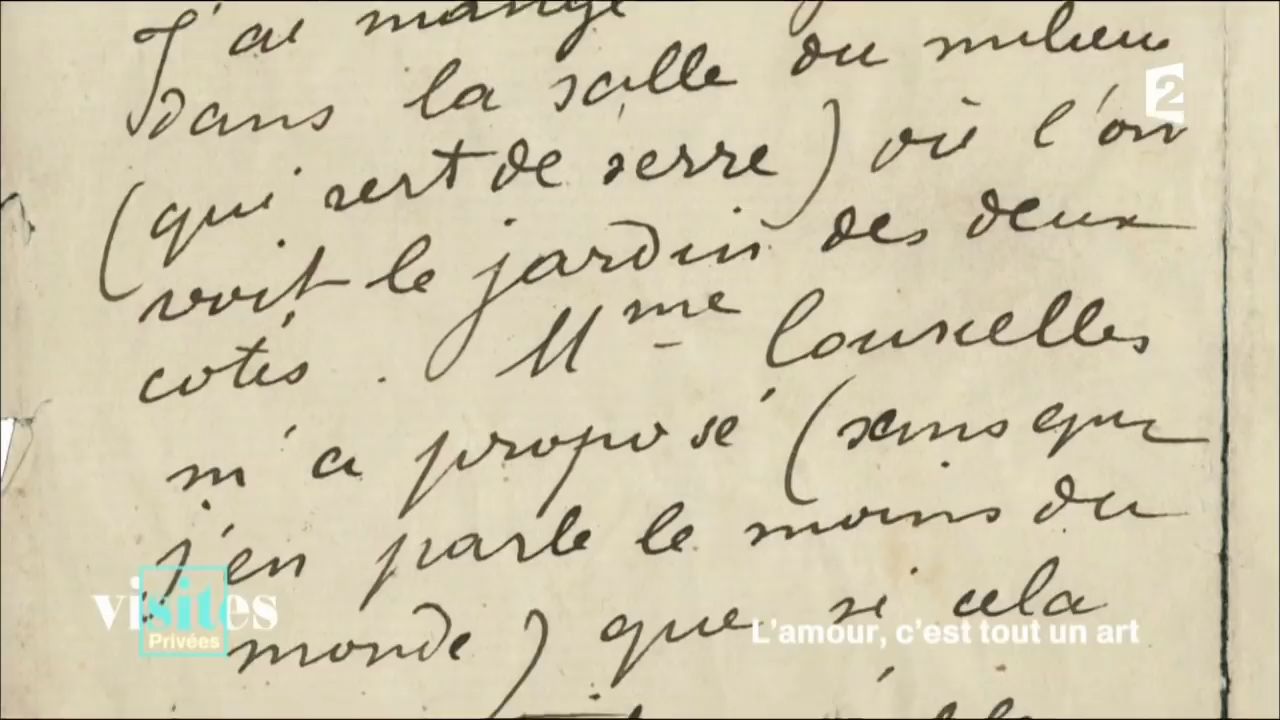 J'ai mangé
dans la salle du milieu
(qui sert de serre) où l'on
voit le jardin des deux
cotés. Mme Courcelles
m'a proposé (sans que
j'en parle le moins du
monde) que si cela
2
visites
Privées
L'amour, c'est tout un art